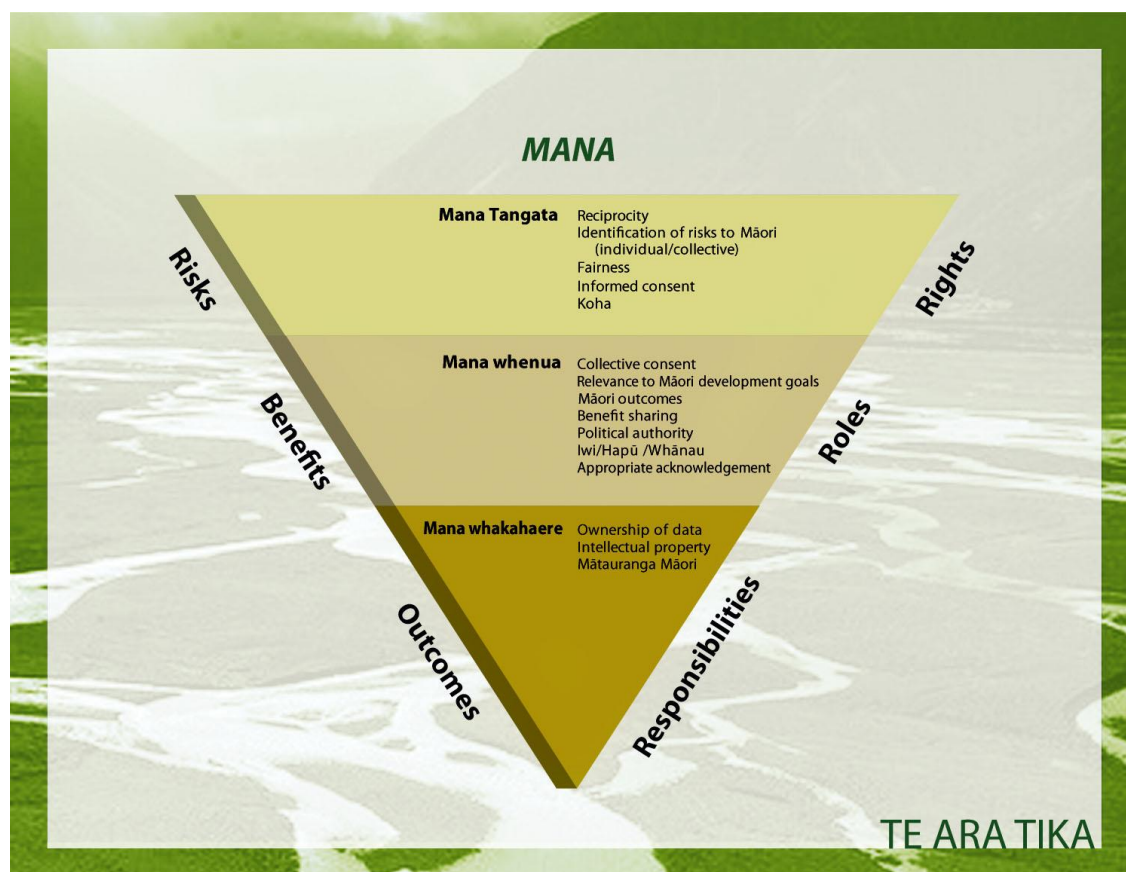 MANA
Mana Tangata
Reciprocity
Identification of risks to Māori
(individual/collective)
Fairness
Informed consent
Koha
Mana whenua
Collective consent
Relevance to Māori development goals
Māori outcomes
Benefit sharing
Political authority
Iwi/Hapū /Whānau
Appropriate acknowledgement
Mana whakahaere
Ownership of data
Intellectual property
Mātauranga Māori
Risks
Benefits
Outcomes
Rights
Roles
Responsibilities
TE ARA TIKA